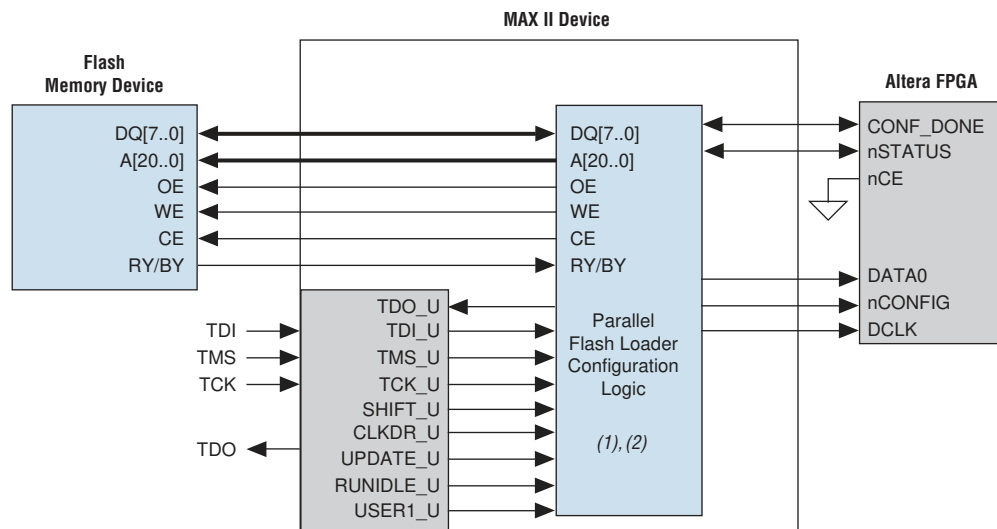 MAX II Device
Flash
Memory Device
Altera FPGA
DQ[7..0]
A[20..0]
OE
WE
CE
RY/BY
DQ[7..0]
A[20..0]
OE
WE
CE
RY/BY
Parallel
Flash Loader
Configuration
Logic
(1), (2)
CONF_DONE
nSTATUS
nCE
DATA0
nCONFIG
DCLK
TDI
TMS
TCK
TDO
TDO_U
TDI_U
TMS_U
TCK_U
SHIFT_U
CLKDR_U
UPDATE_U
RUNIDLE_U
USER1_U